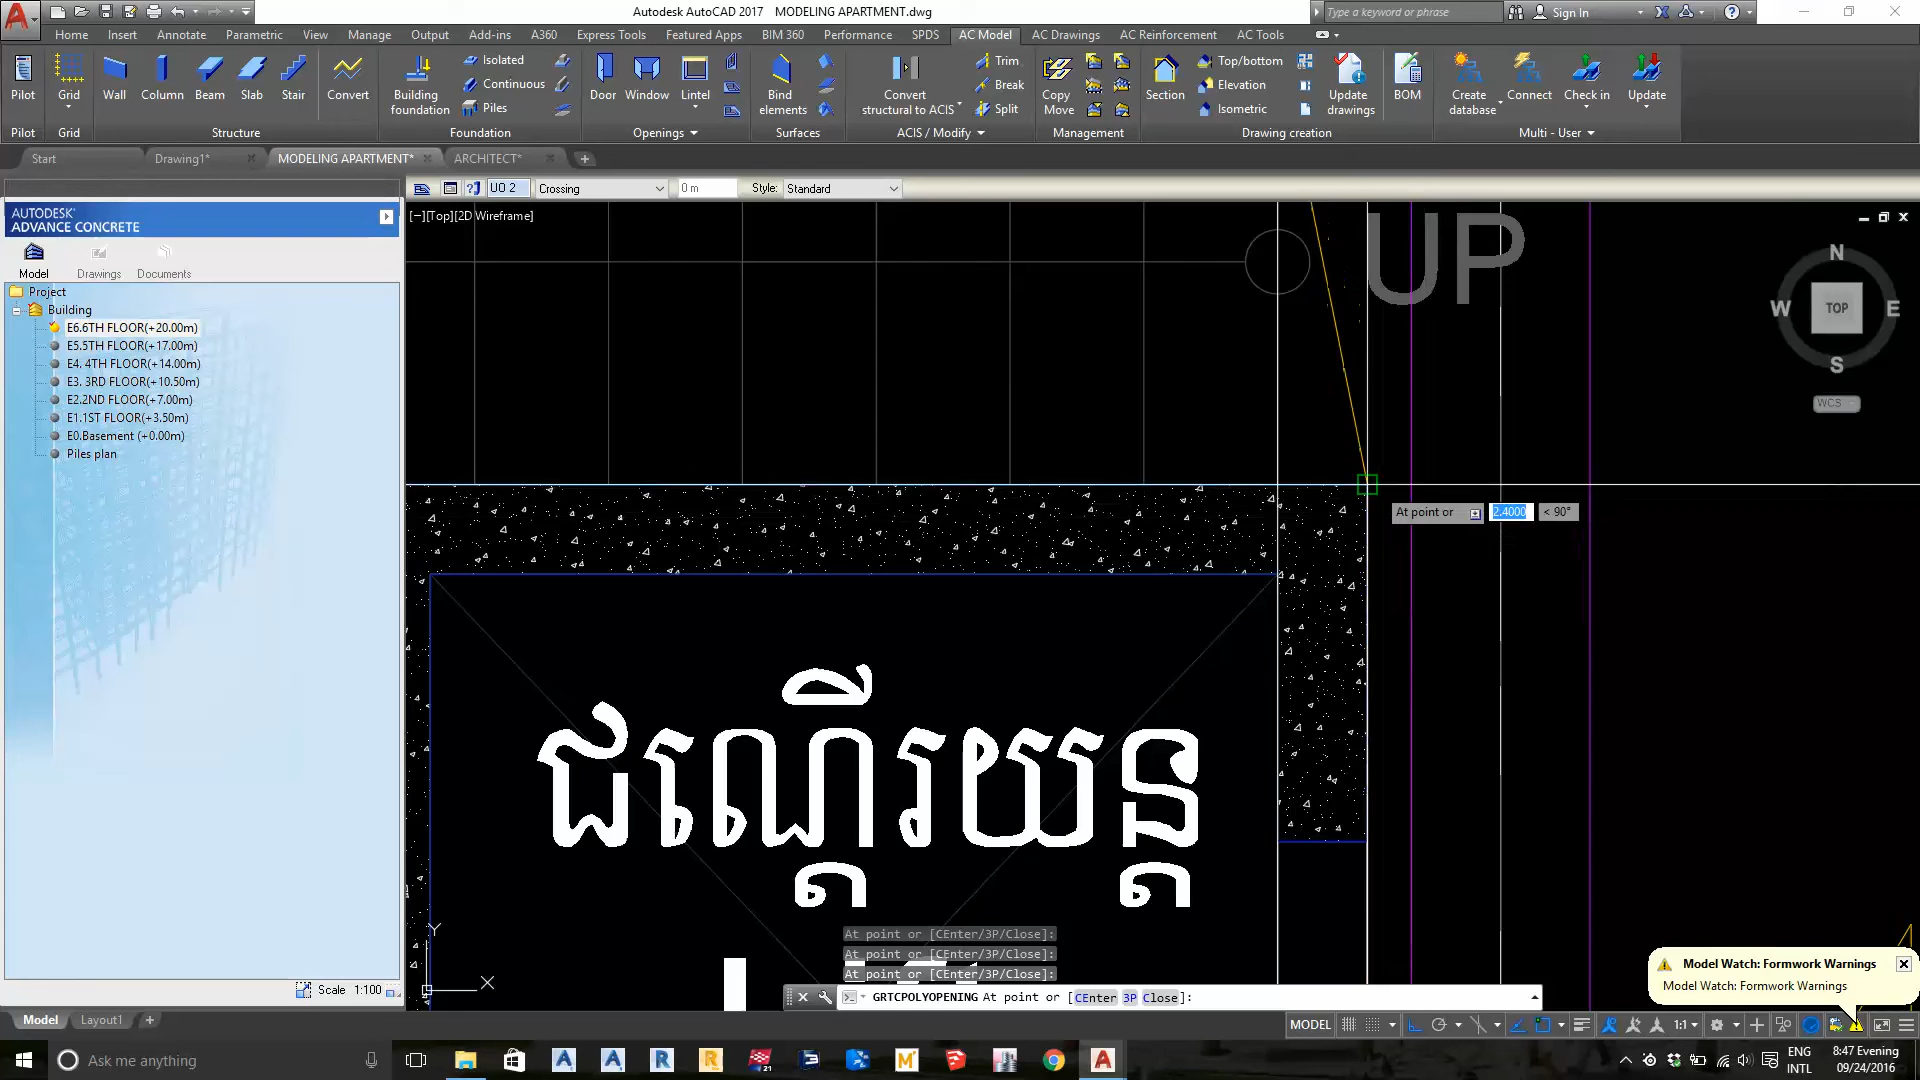 Autodesk AutoCAD 2017 MODELING APARTMENT.dwg
Type a keyword or phrase
Sign In
Home Insert Annotate Parametric View Manage Output Add-ins A360 Express Tools Featured Apps BIM 360 Performance SPDS AC Model AC Drawings AC Reinforcement AC Tools
Isolated
Trim
Top/bottom
Continuous
Break
Elevation
Pilot Grid Wall Column Beam Slab Stair Convert Building foundation Piles Door Window Lintel Bind elements Convert structural to ACIS Split Copy Move Section Isometric Update drawings BOM Create database Connect Check in Update
Pilot Grid Structure Foundation Openings Surfaces ACIS / Modify Management Drawing creation Multi - User
Start Drawing1* MODELING APARTMENT* ARCHITECT*
UO 2 Crossing 0 m Style: Standard
AUTODESK®
ADVANCE CONCRETE
Model Drawings Documents
Project
Building
E6.6TH FLOOR(+20.00m)
E5.5TH FLOOR(+17.00m)
E4. 4TH FLOOR(+14.00m)
E3. 3RD FLOOR(+10.50m)
E2.2ND FLOOR(+7.00m)
E1.1ST FLOOR(+3.50m)
E0.Basement (+0.00m)
Piles plan
Scale 1:100
[−][Top][2D Wireframe]
UP
N
W TOP E
S
WCS
At point or 2.4000 < 90°
ជណ្តើរយន្ត
Y
X
At point or [CEnter/3P/Close]:
At point or [CEnter/3P/Close]:
At point or [CEnter/3P/Close]:
GRTCPOLYOPENING At point or [CEnter 3P Close]:
Model Watch: Formwork Warnings
Model Watch: Formwork Warnings
Model Layout1
MODEL 1:1
Ask me anything
21
ENG
INTL
8:47 Evening
09/24/2016